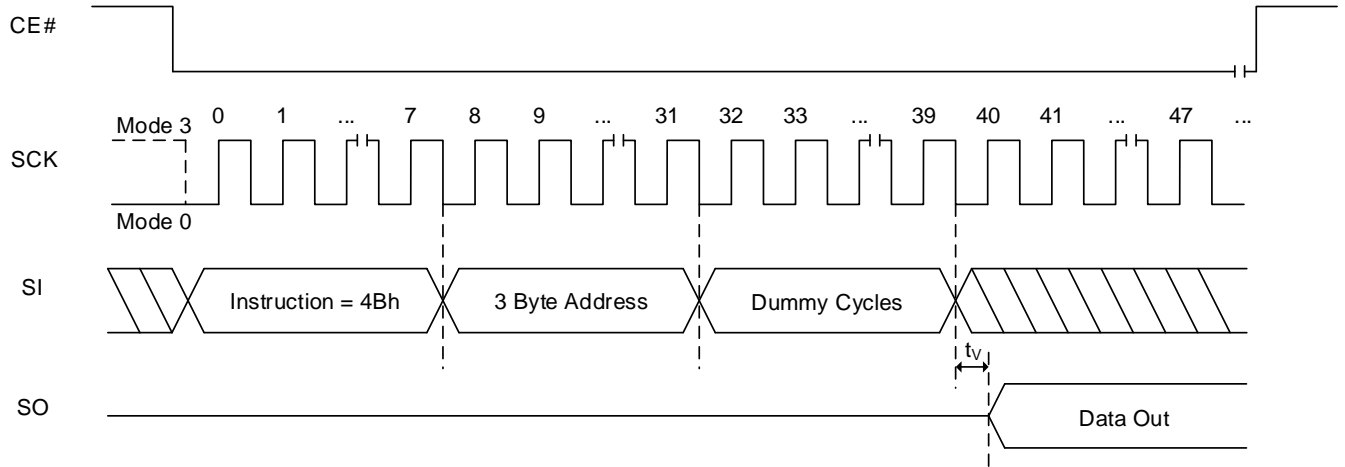 CE#
Mode 3
0 1 ... 7 8 9 ... 31 32 33 ... 39 40 41 ... 47 ...
SCK
Mode 0
SI
Instruction = 4Bh
3 Byte Address
Dummy Cycles
tV
SO
Data Out